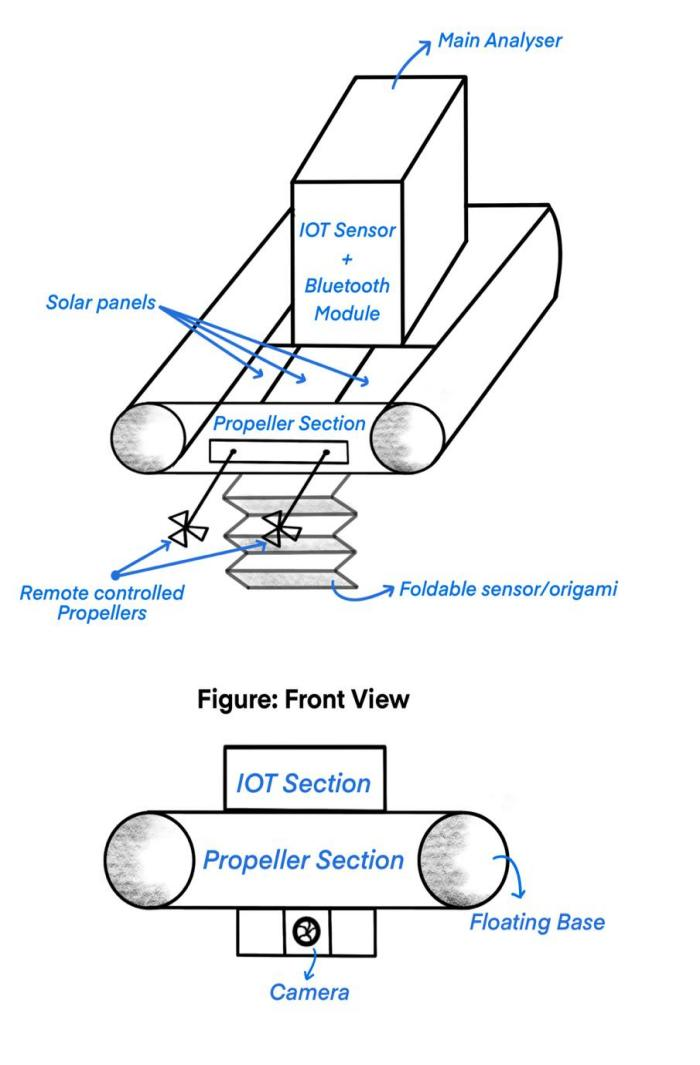 Main Analyser
IOT Sensor
+
Bluetooth
Module
Solar panels
Propeller Section
Remote controlled
Propellers
Foldable sensor/origami
Figure: Front View
IOT Section
Propeller Section
Floating Base
Camera